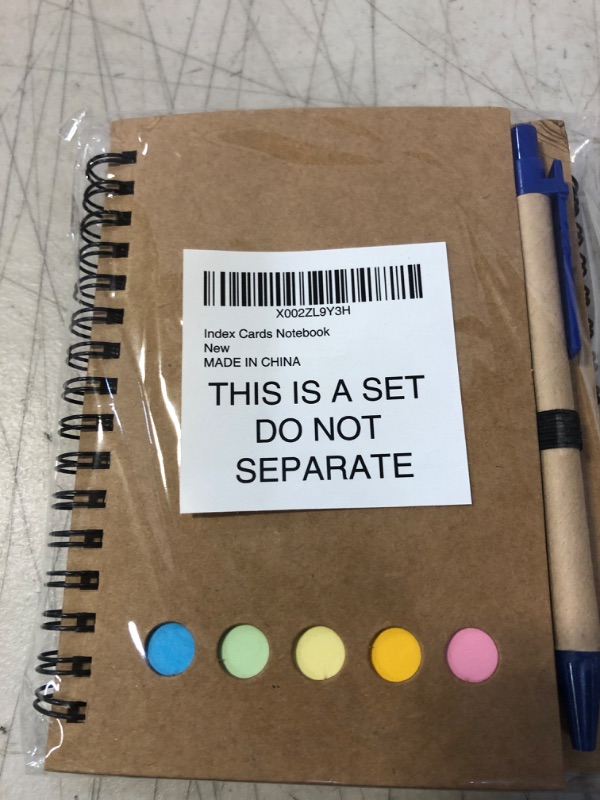 X002ZL9Y3H
Index Cards Notebook
New
MADE IN CHINA
THIS IS A SET
DO NOT
SEPARATE